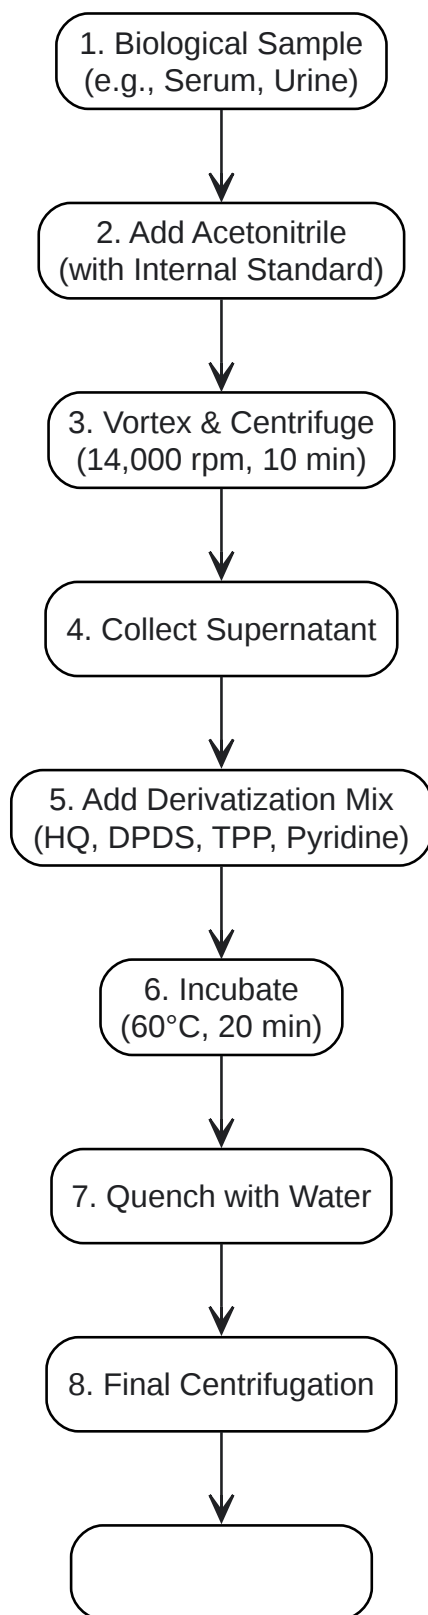 1. Biological Sample
(e.g., Serum, Urine)
2. Add Acetonitrile
(with Internal Standard)
3. Vortex & Centrifuge
(14,000 rpm, 10 min)
4. Collect Supernatant
5. Add Derivatization Mix
(HQ, DPDS, TPP, Pyridine)
6. Incubate
(60°C, 20 min)
7. Quench with Water
8. Final Centrifugation